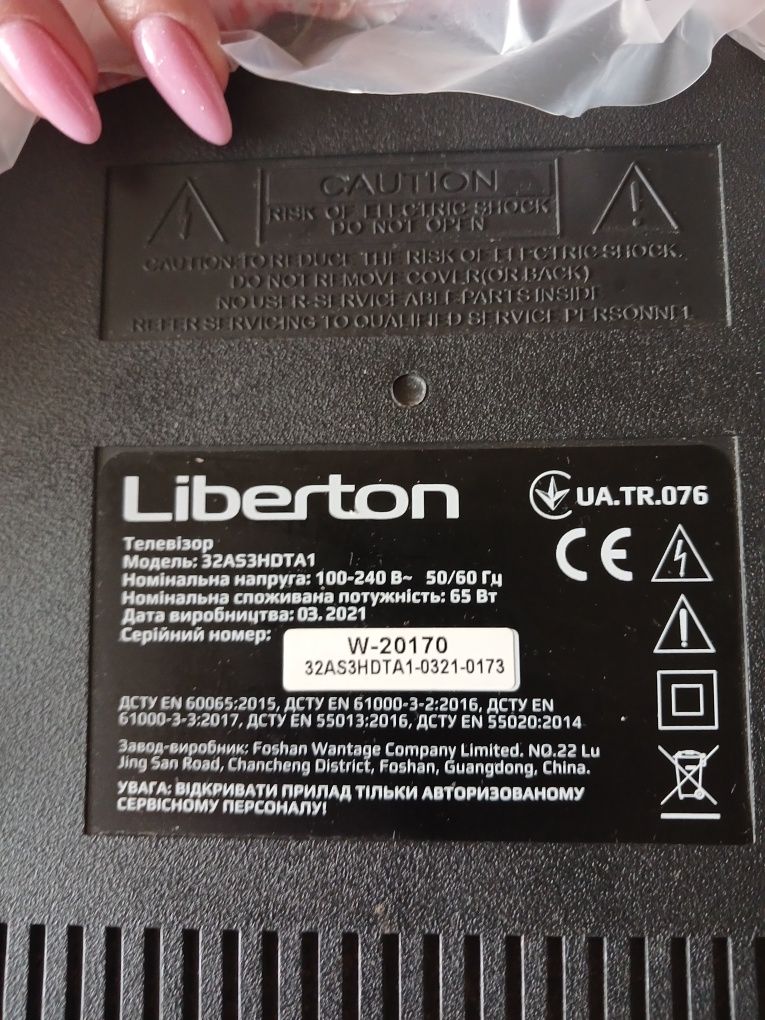 CAUTION
RISK OF ELECTRIC SHOCK
DO NOT OPEN
CAUTION:TO REDUCE THE RISK OF ELECTRIC SHOCK.
DO NOT REMOVE COVER(OR BACK)
NO USER-SERVICEABLE PARTS INSIDE
REFER SERVICING TO QUALIFIED SERVICE PERSONNEL
Liberton
UA.TR.076
Телевізор
Модель: 32AS3HDTA1
CE
Номінальна напруга: 100-240 В~ 50/60 Гц
Номінальна споживана потужність: 65 Вт
Дата виробництва: 03. 2021
Серійний номер:
W-20170
32AS3HDTA1-0321-0173
ДСТУ EN 60065:2015, ДСТУ EN 61000-3-2:2016, ДСТУ EN
61000-3-3:2017, ДСТУ EN 55013:2016, ДСТУ EN 55020:2014
Завод-виробник: Foshan Wantage Company Limited. NO.22 Lu
Jing San Road, Chancheng District, Foshan, Guangdong, China.
УВАГА: ВІДКРИВАТИ ПРИЛАД ТІЛЬКИ АВТОРИЗОВАНОМУ
СЕРВІСНОМУ ПЕРСОНАЛУ!